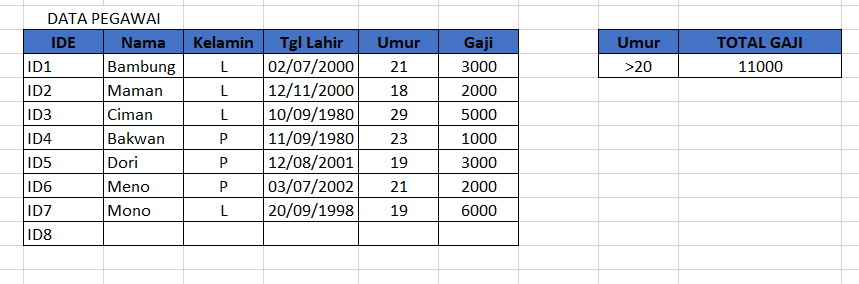 DATA PEGAWAI
IDE Nama Kelamin Tgl Lahir Umur Gaji Umur TOTAL GAJI
ID1 Bambung L 02/07/2000 21 3000 >20 11000
ID2 Maman L 12/11/2000 18 2000
ID3 Ciman L 10/09/1980 29 5000
ID4 Bakwan P 11/09/1980 23 1000
ID5 Dori P 12/08/2001 19 3000
ID6 Meno P 03/07/2002 21 2000
ID7 Mono L 20/09/1998 19 6000
ID8